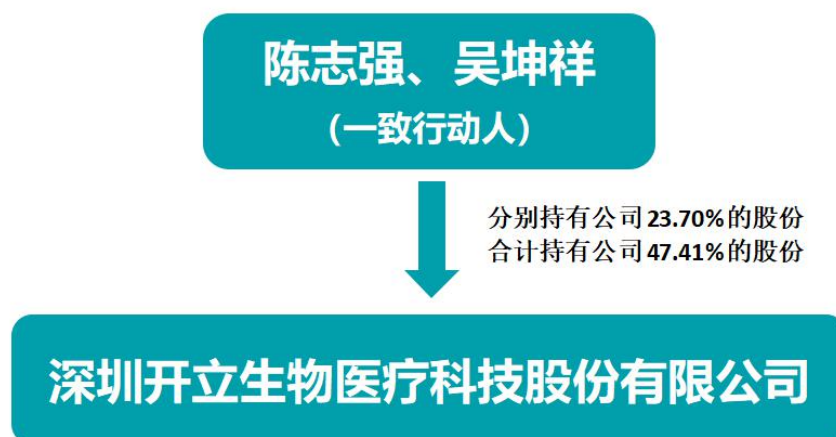 陈志强、吴坤祥
（一致行动人）
分别持有公司23.70%的股份
合计持有公司47.41%的股份
深圳开立生物医疗科技股份有限公司